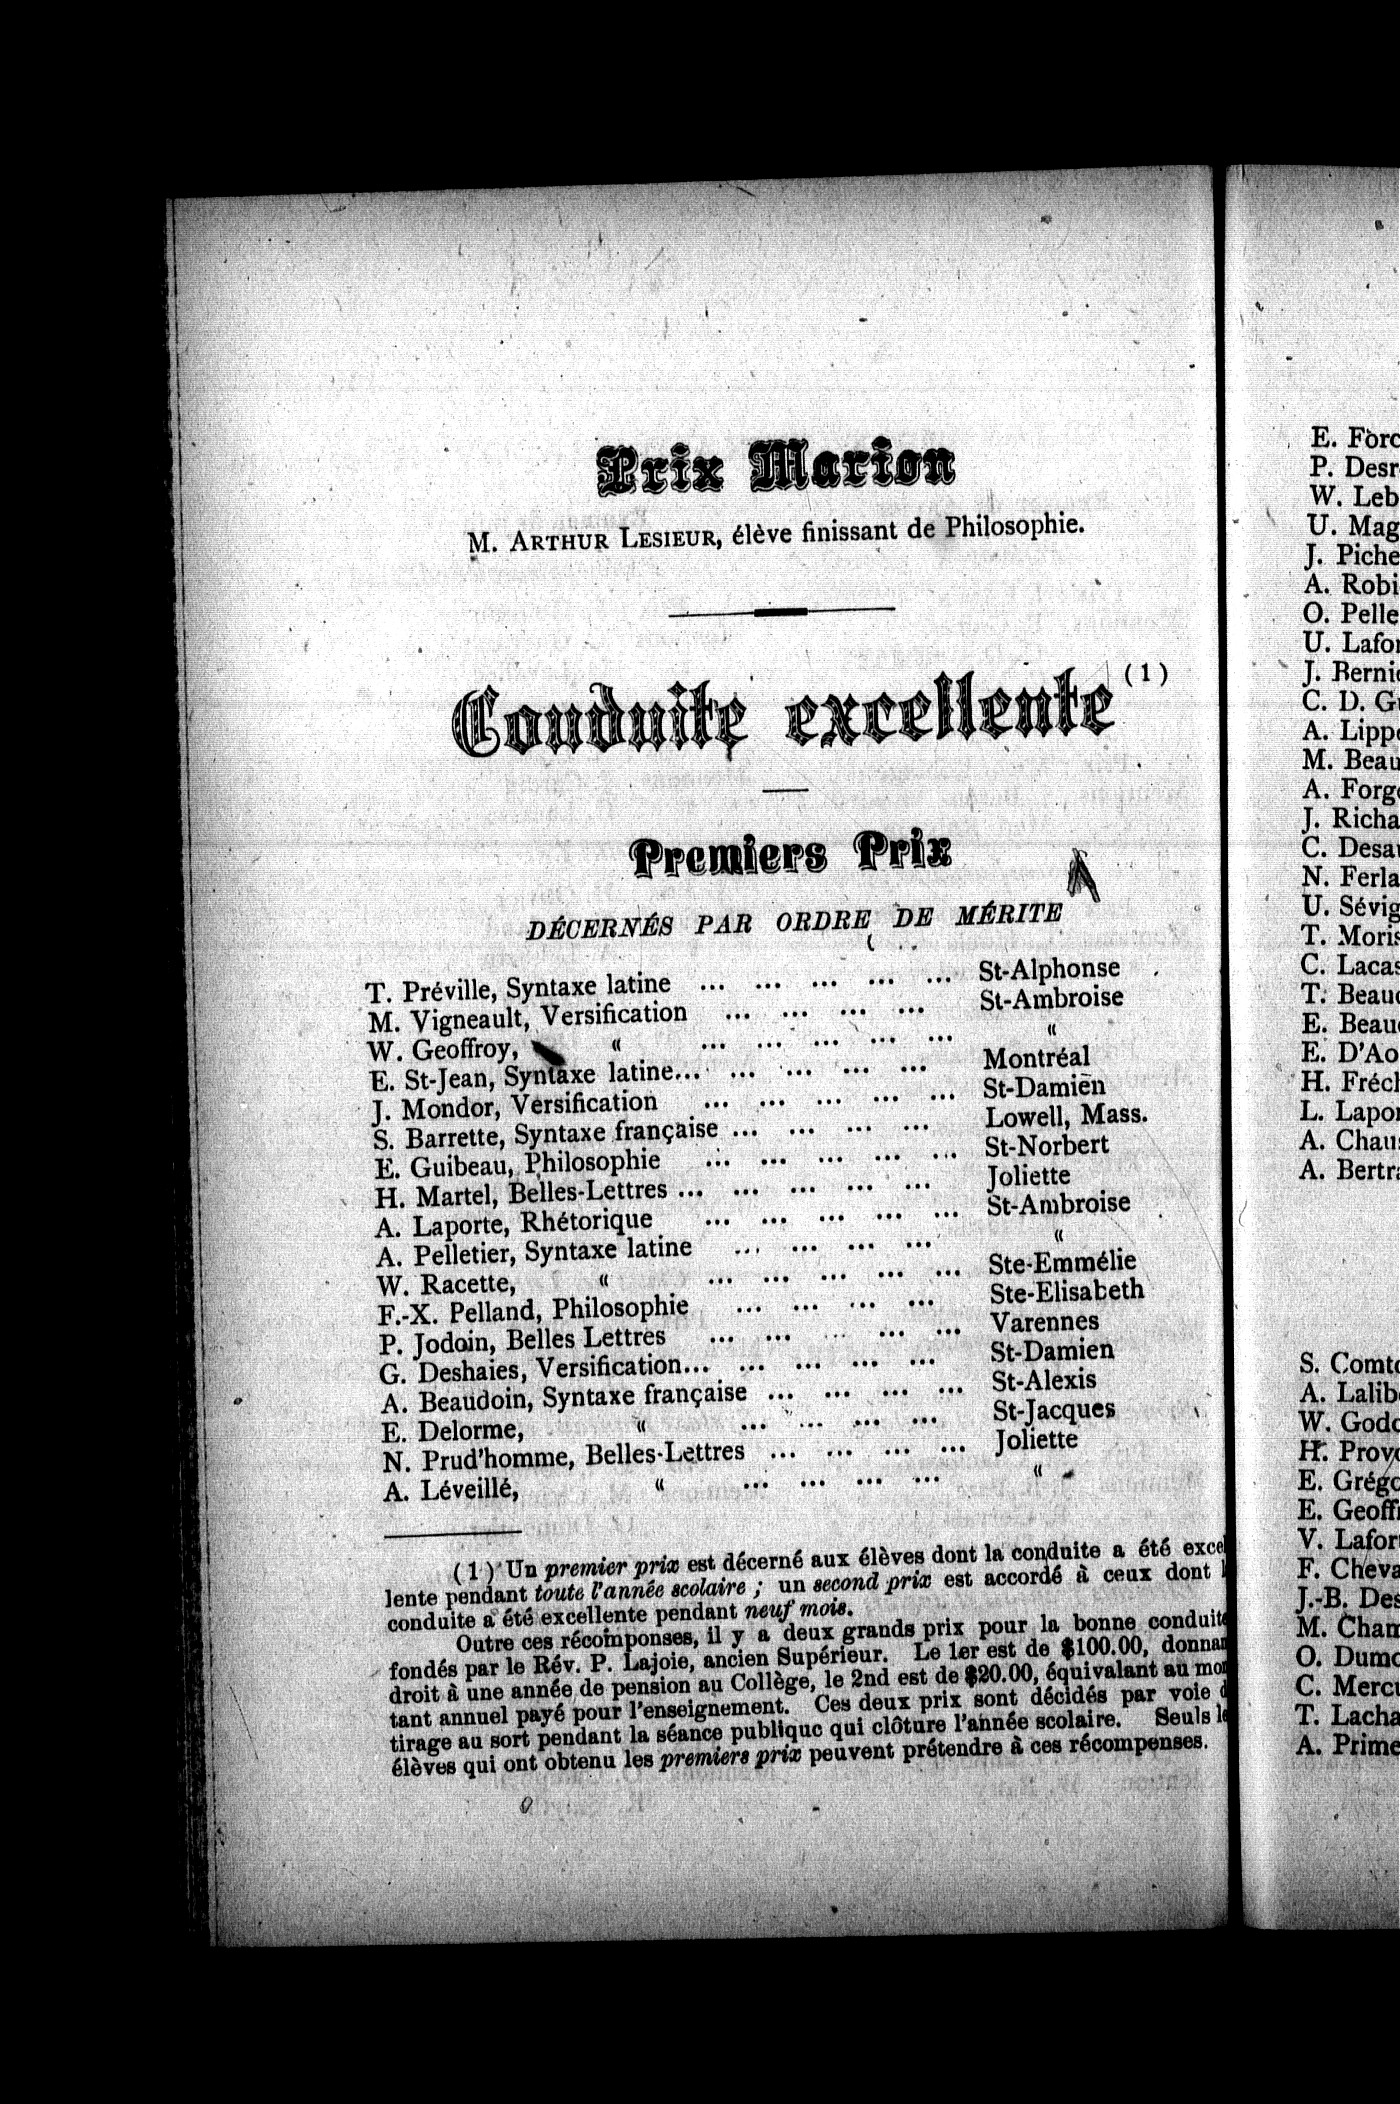 Prix Marion
M. ARTHUR LESIEUR, élève finissant de Philosophie.
Conduite excellente (1)
Premiers Prix
DÉCERNÉS PAR ORDRE DE MÉRITE
T. Préville, Syntaxe latine ... ... ... ... ... St-Alphonse
M. Vigneault, Versification ... ... ... ... St-Ambroise
W. Geoffroy, “ ... ... ... ... ... “
E. St-Jean, Syntaxe latine... ... ... ... ... Montréal
J. Mondor, Versification ... ... ... ... ... St-Damien
S. Barrette, Syntaxe française ... ... ... ... Lowell, Mass.
E. Guibeau, Philosophie ... ... ... ... ... St-Norbert
H. Martel, Belles-Lettres ... ... ... ... ... Joliette
A. Laporte, Rhétorique ... ... ... ... ... St-Ambroise
A. Pelletier, Syntaxe latine ... ... ... ... “
W. Racette, “ ... ... ... ... ... Ste-Emmélie
F.-X. Pelland, Philosophie ... ... ... ... Ste-Elisabeth
P. Jodoin, Belles Lettres ... ... ... ... ... Varennes
G. Deshaies, Versification... ... ... ... ... St-Damien
A. Beaudoin, Syntaxe française ... ... ... ... St-Alexis
E. Delorme, “ ... ... ... ... St-Jacques
N. Prud'homme, Belles-Lettres ... ... ... ... Joliette
A. Léveillé, “ ... ... ... ... “
(1) Un premier prix est décerné aux élèves dont la conduite a été excel
lente pendant toute l'année scolaire ; un second prix est accordé à ceux dont l
conduite a été excellente pendant neuf mois.
Outre ces récomponses, il y a deux grands prix pour la bonne conduite
fondés par le Rév. P. Lajoie, ancien Supérieur. Le 1er est de $100.00, donnan
droit à une année de pension au Collège, le 2nd est de $20.00, équivalant au mon
tant annuel payé pour l'enseignement. Ces deux prix sont décidés par voie d
tirage au sort pendant la séance publique qui clôture l'année scolaire. Seuls le
élèves qui ont obtenu les premiers prix peuvent prétendre à ces récompenses.
E. Forc
P. Desr
W. Leb
U. Mag
J. Piche
A. Robi
O. Pelle
U. Lafo
J. Berni
C. D. G
A. Lipp
M. Beau
A. Forg
J. Richa
C. Desa
N. Ferla
U. Sévig
T. Moris
C. Lacas
T. Beau
E. Beau
E. D'Ao
H. Fréc
L. Lapo
A. Chau
A. Bertr
S. Comt
A. Lalib
W. Godo
H. Prov
E. Grég
E. Geoff
V. Lafor
F. Cheva
J.-B. Des
M. Cham
O. Dumo
C. Merc
T. Lacha
A. Prime